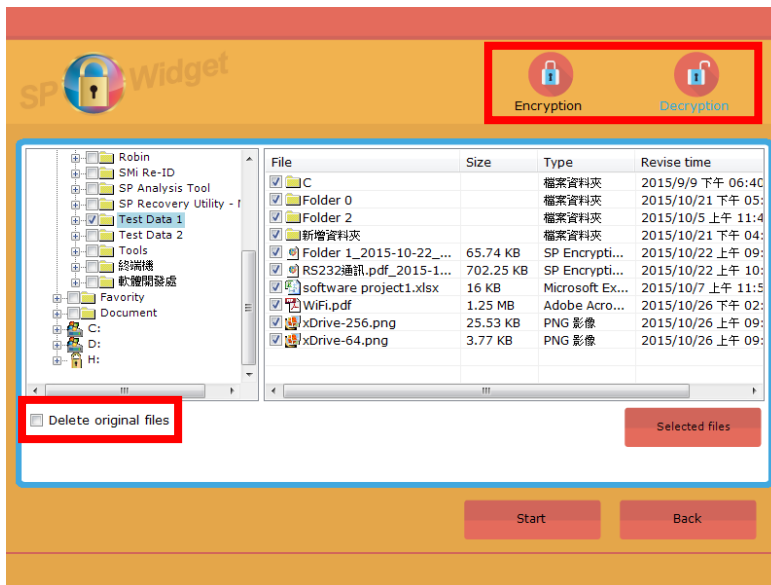 SP Widget
Encryption Decryption
Robin
SMi Re-ID
SP Analysis Tool
SP Recovery Utility -
Test Data 1
Test Data 2
Tools
終端機
軟體開發處
Favority
Document
C:
D:
H:
File Size Type Revise time
C 檔案資料夾 2015/9/9 下午 06:40
Folder 0 檔案資料夾 2015/10/21 下午 05:
Folder 2 檔案資料夾 2015/10/5 上午 11:4
新增資料夾 檔案資料夾 2015/10/21 下午 04:
Folder 1_2015-10-22_... 65.74 KB SP Encrypti... 2015/10/22 上午 09:
RS232通訊.pdf_2015-1... 702.25 KB SP Encrypti... 2015/10/22 上午 10:
software project1.xlsx 16 KB Microsoft Ex... 2015/10/7 上午 11:5
WiFi.pdf 1.25 MB Adobe Acro... 2015/10/26 下午 02:
xDrive-256.png 25.53 KB PNG 影像 2015/10/26 上午 09:
xDrive-64.png 3.77 KB PNG 影像 2015/10/26 上午 09:
Delete original files
Selected files
Start Back